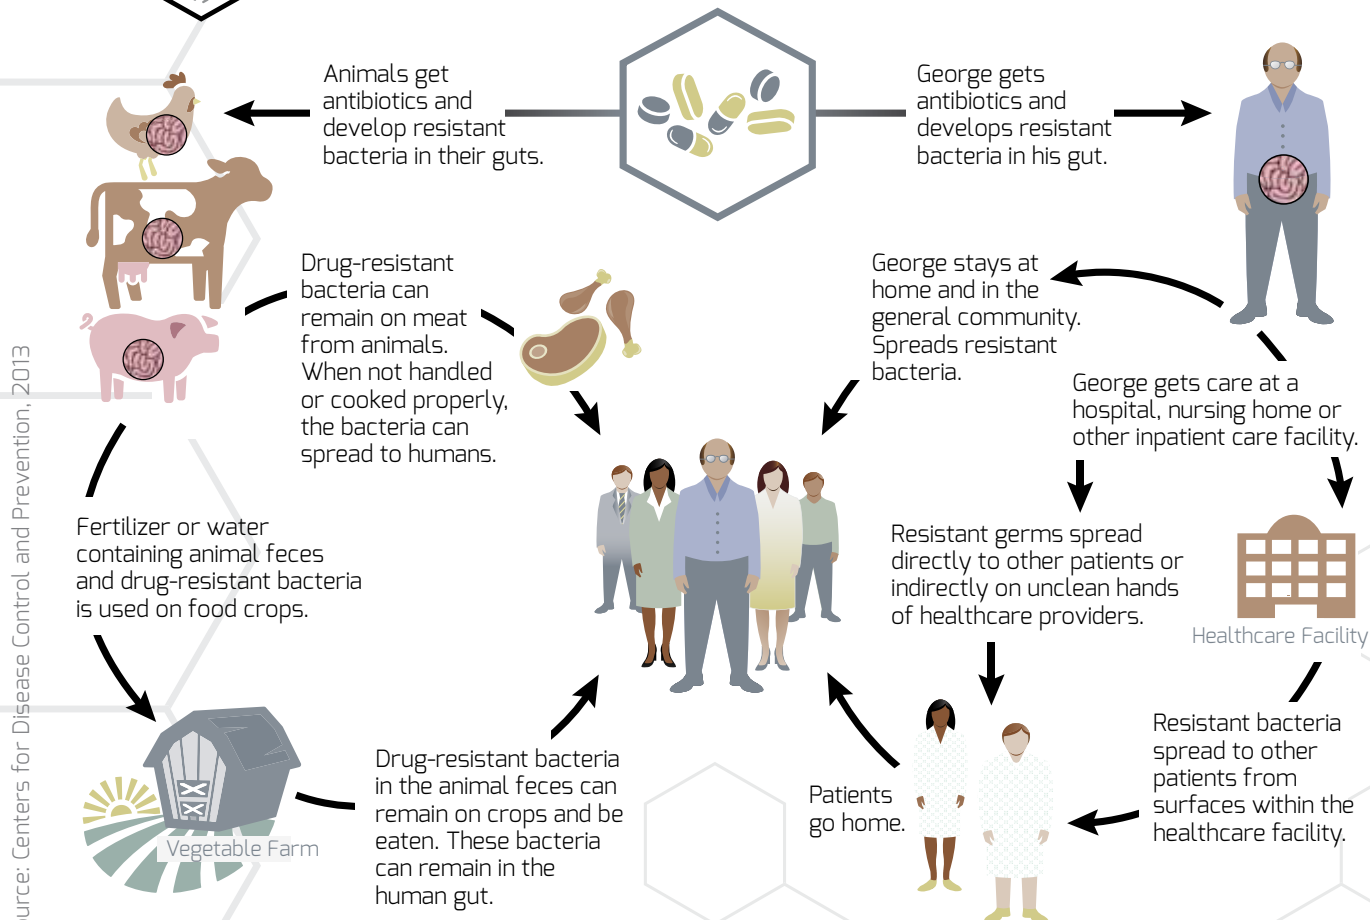 Animals get
antibiotics and
develop resistant
bacteria in their guts.
George gets
antibiotics and
develops resistant
bacteria in his gut.
Drug-resistant
bacteria can
remain on meat
from animals.
When not handled
or cooked properly,
the bacteria can
spread to humans.
George stays at
home and in the
general community.
Spreads resistant
bacteria.
George gets care at a
hospital, nursing home or
other inpatient care facility.
Fertilizer or water
containing animal feces
and drug-resistant bacteria
is used on food crops.
Resistant germs spread
directly to other patients or
indirectly on unclean hands
of healthcare providers.
Healthcare Facility
Vegetable Farm
Drug-resistant bacteria
in the animal feces can
remain on crops and be
eaten. These bacteria
can remain in the
human gut.
Patients
go home.
Resistant bacteria
spread to other
patients from
surfaces within the
healthcare facility.
ource: Centers for Disease Control and Prevention, 2013